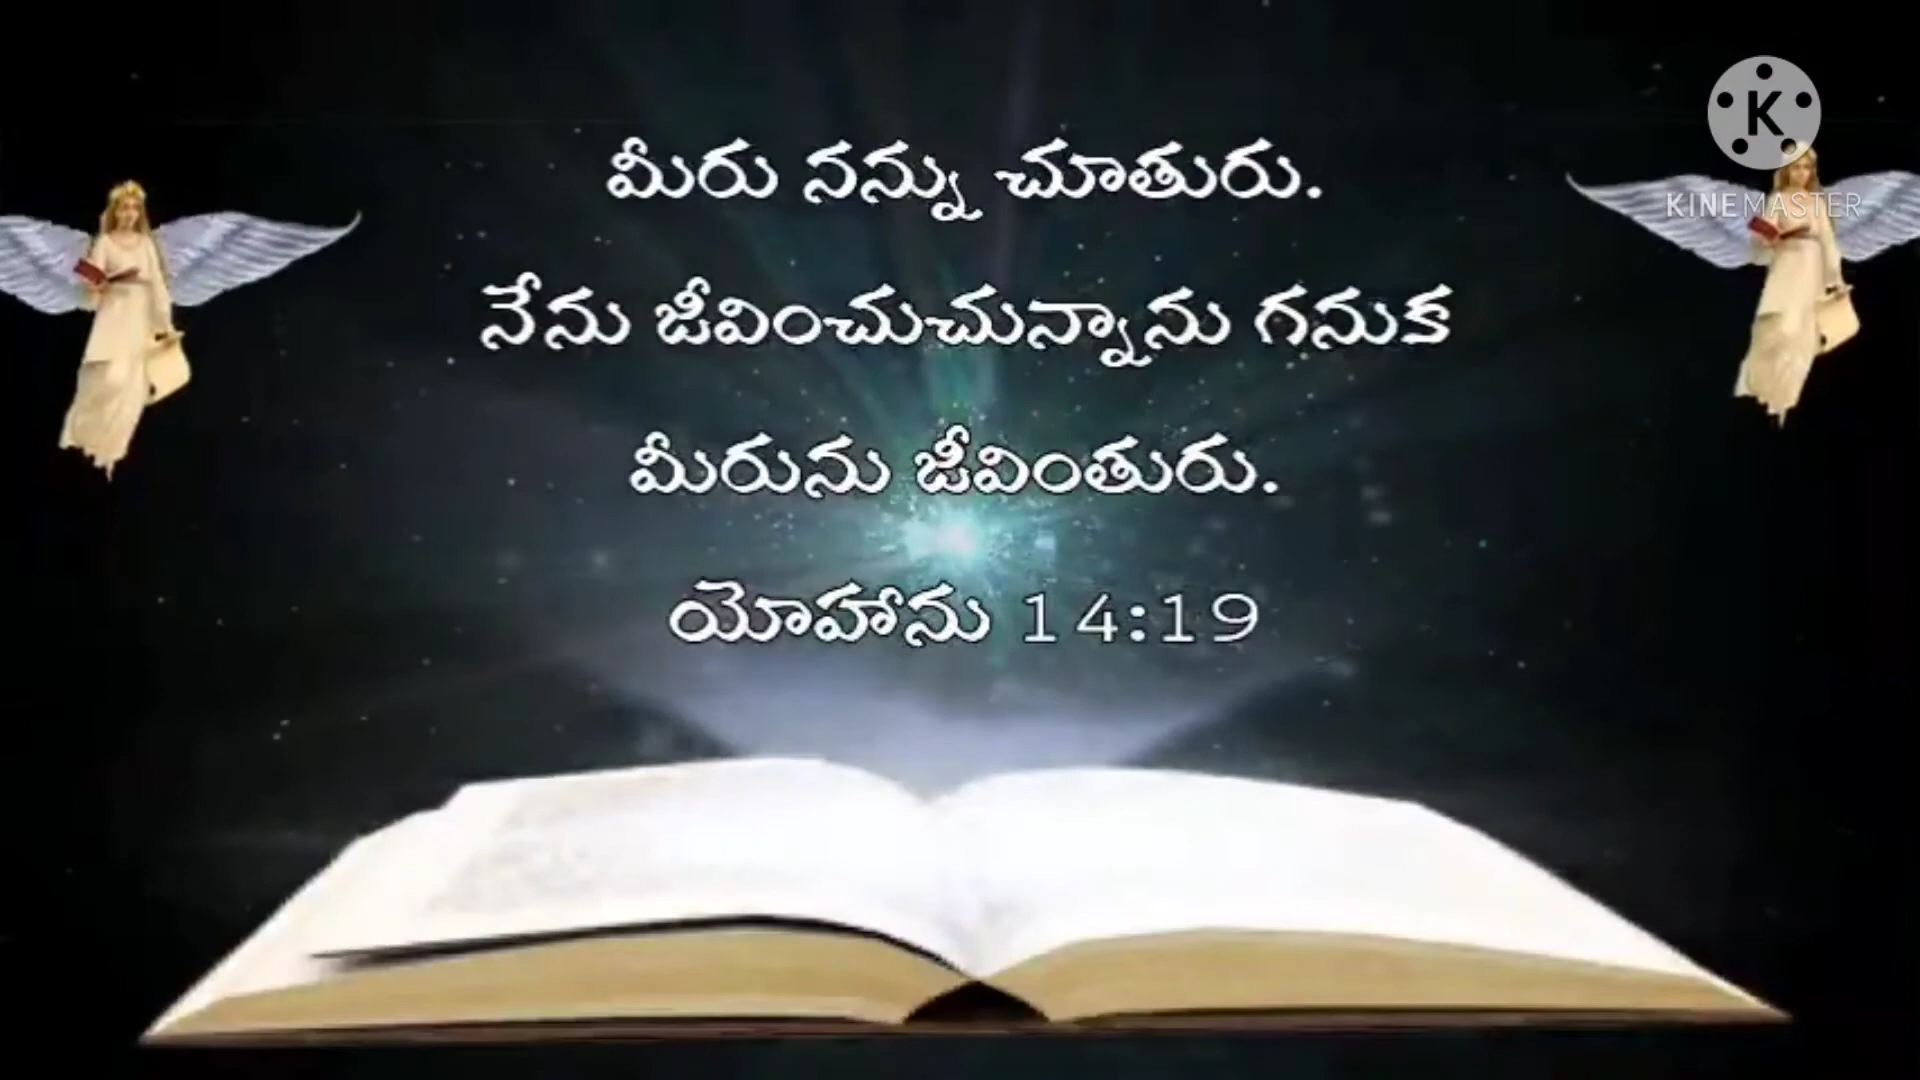 మీరు నన్ను చూతురు.
నేను జీవించుచున్నాను గనుక
మీరును జీవింతురు.
యోహాను 14:19
K
KINEMASTER